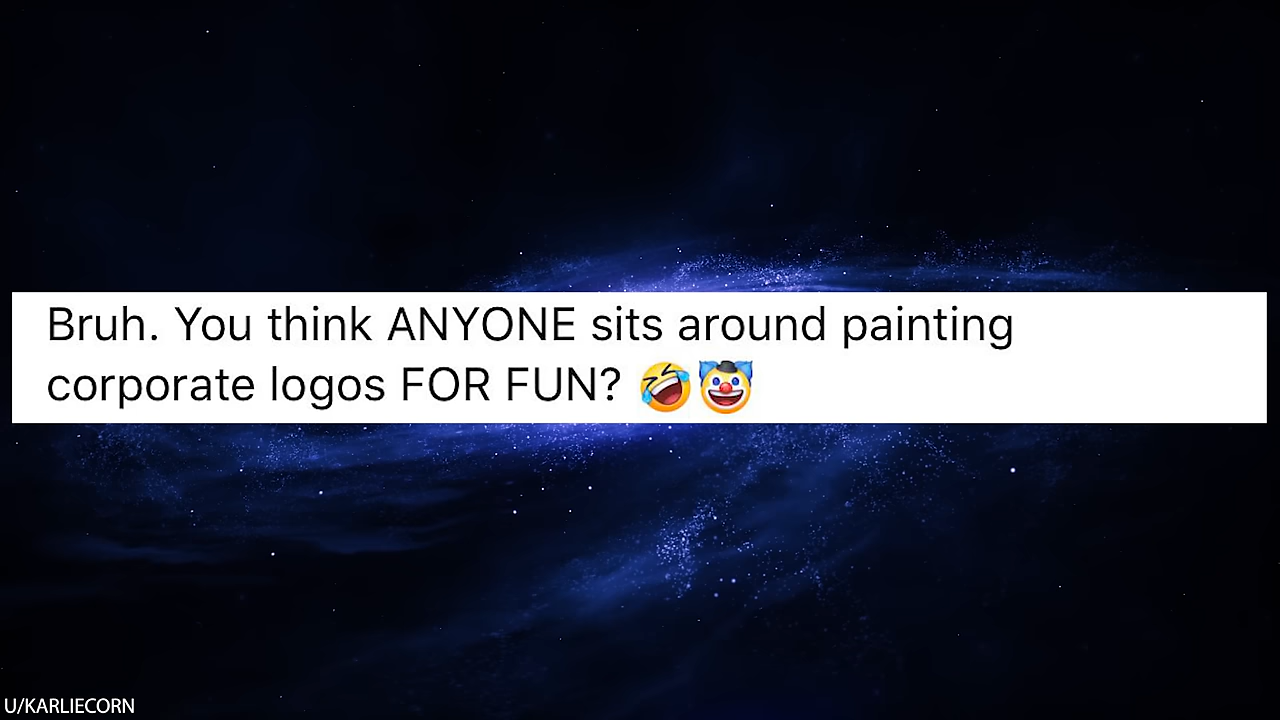 Bruh. You think ANYONE sits around painting
corporate logos FOR FUN? 🤣🤡
U/KARLIECORN